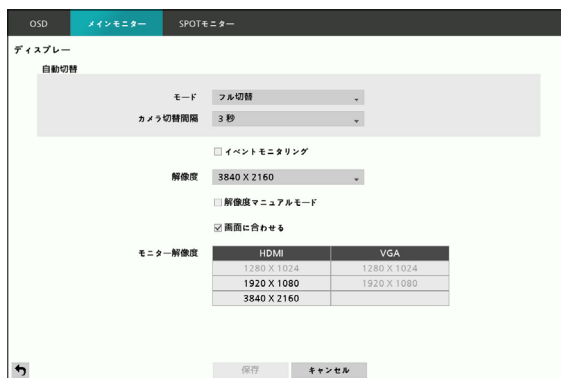 OSD メインモニター SPOTモニター
ディスプレー
自動切替
モード フル切替
カメラ切替間隔 3 秒
イベントモニタリング
解像度 3840 X 2160
解像度マニュアルモード
画面に合わせる
モニター解像度 HDMI VGA
1280 X 1024 1280 X 1024
1920 X 1080 1920 X 1080
3840 X 2160
保存 キャンセル